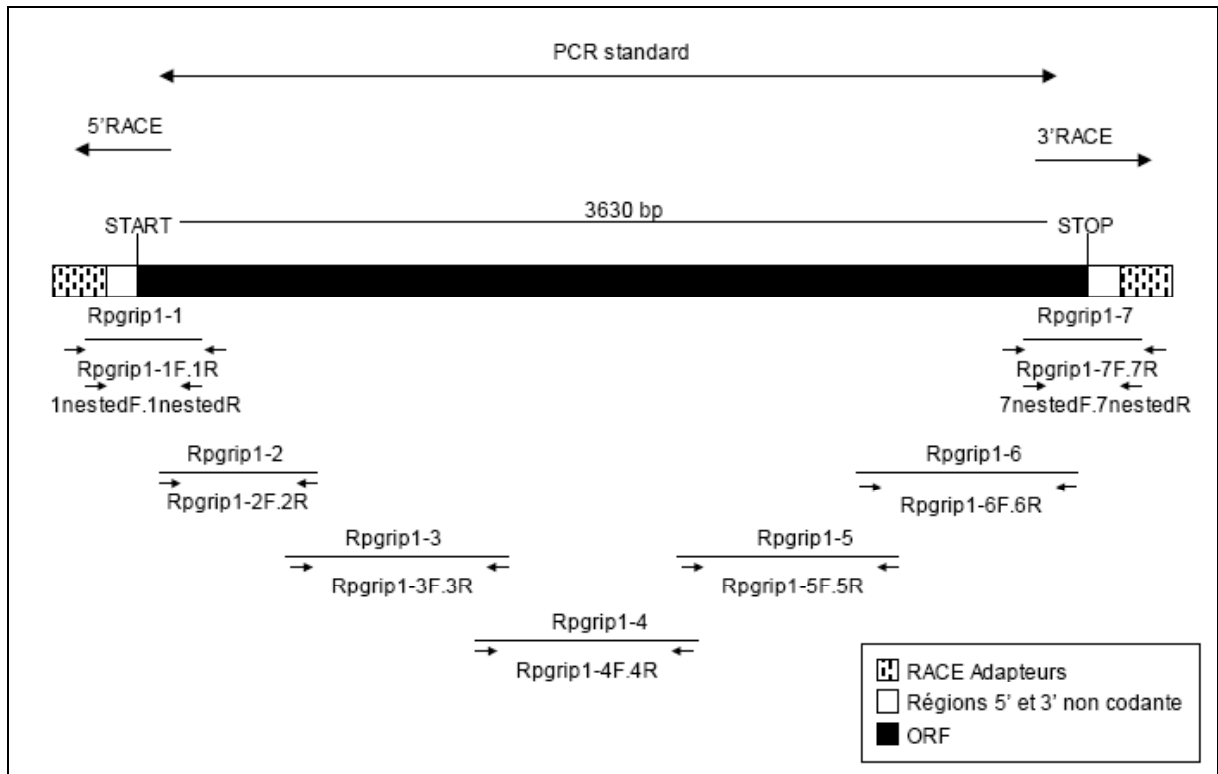 PCR standard
5'RACE
3'RACE
3630 bp
START
STOP
Rpgrip1-1
Rpgrip1-7
Rpgrip1-1F.1R
Rpgrip1-7F.7R
1nestedF.1nestedR
7nestedF.7nestedR
Rpgrip1-2
Rpgrip1-6
Rpgrip1-2F.2R
Rpgrip1-6F.6R
Rpgrip1-3
Rpgrip1-5
Rpgrip1-3F.3R
Rpgrip1-5F.5R
Rpgrip1-4
Rpgrip1-4F.4R
RACE Adapteurs
Régions 5' et 3' non codante
ORF